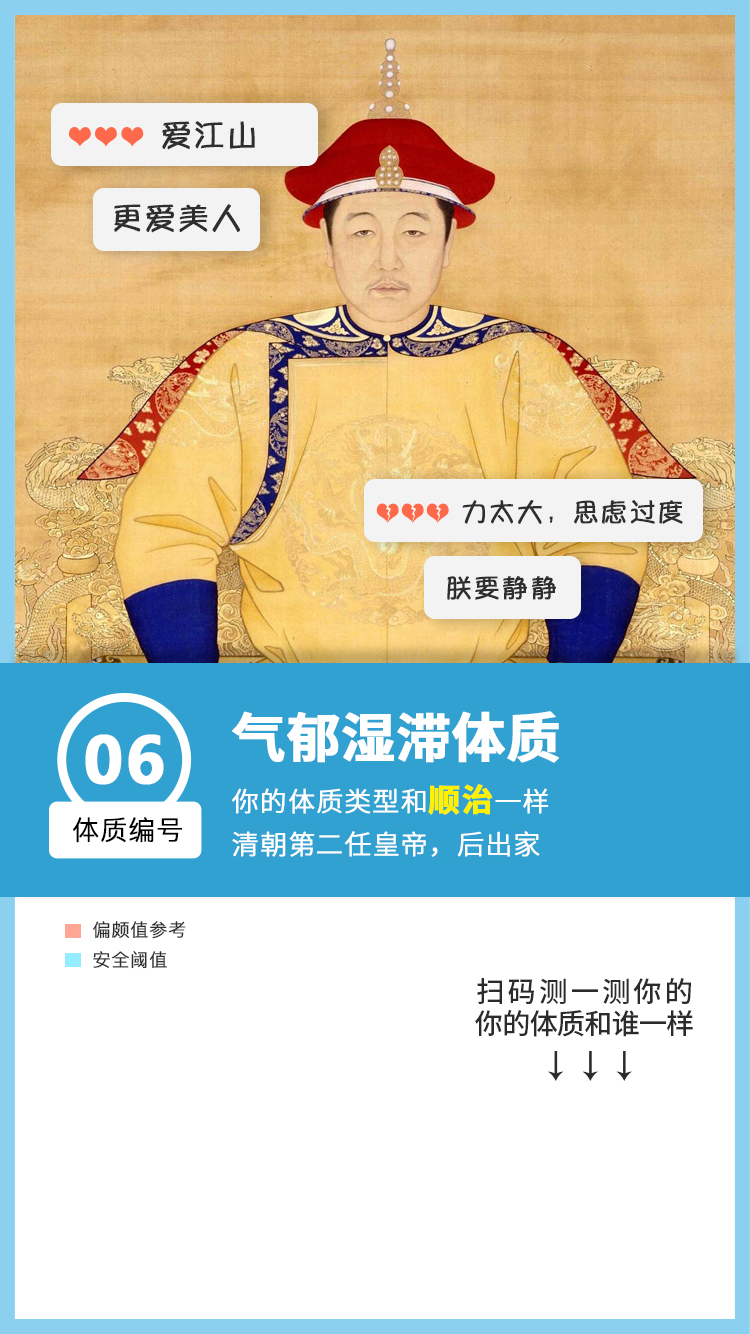 爱江山
更爱美人
力太大，思虑过度
朕要静静
06
体质编号
气郁湿滞体质
你的体质类型和顺治一样
清朝第二任皇帝，后出家
偏颇值参考
安全阈值
扫码测一测你的
你的体质和谁一样
↓↓↓